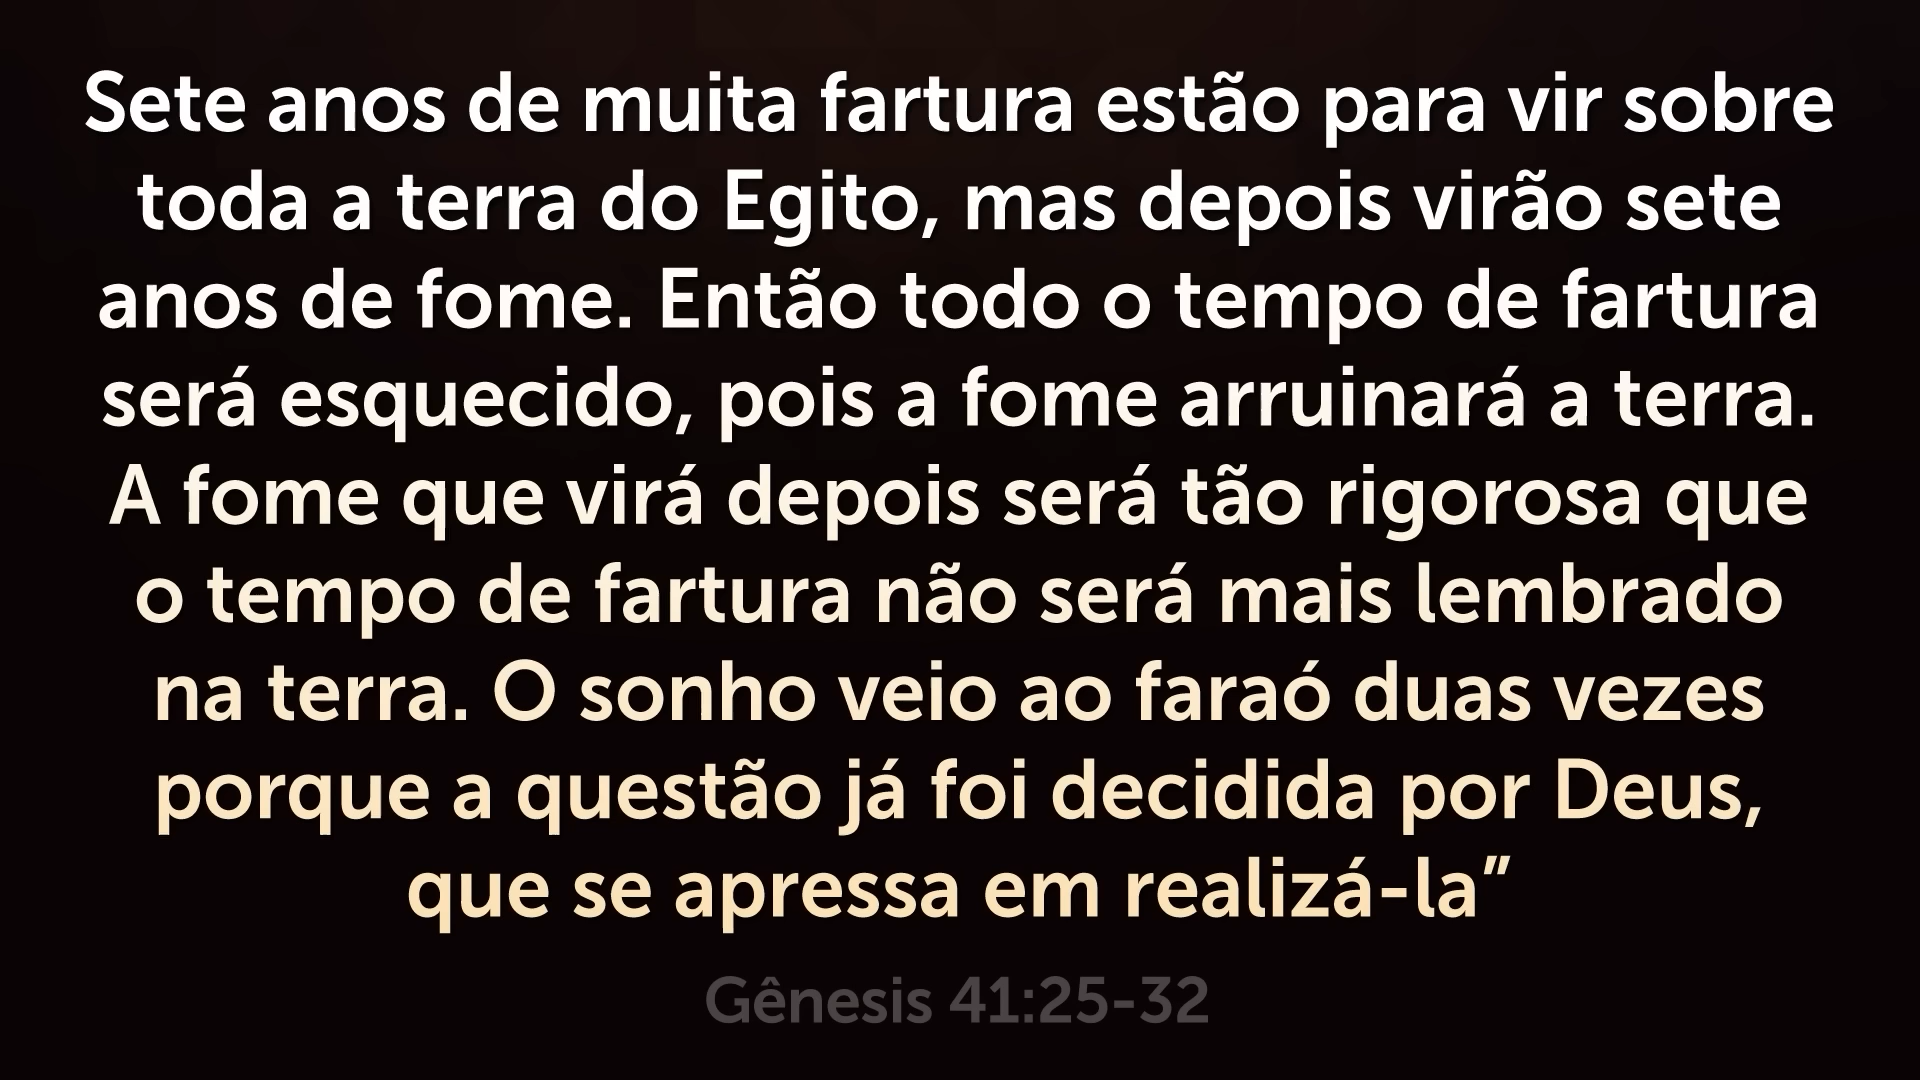 Sete anos de muita fartura estão para vir sobre
toda a terra do Egito, mas depois virão sete
anos de fome. Então todo o tempo de fartura
será esquecido, pois a fome arruinará a terra.
A fome que virá depois será tão rigorosa que
o tempo de fartura não será mais lembrado
na terra. O sonho veio ao faraó duas vezes
porque a questão já foi decidida por Deus,
que se apressa em realizá-la”
Gênesis 41:25-32